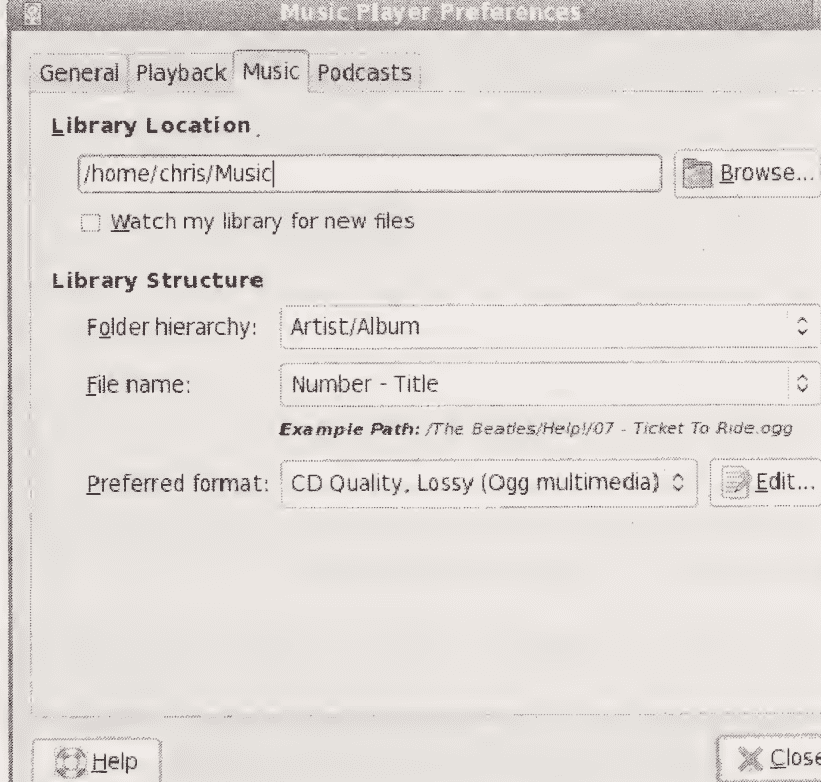 Music Player Preferences
General Playback Music Podcasts
Library Location
/home/chris/Music Browse...
Watch my library for new files
Library Structure
Folder hierarchy: Artist/Album
File name: Number - Title
Example Path: /The Beatles/Help!/07 - Ticket To Ride.ogg
Preferred format: CD Quality, Lossy (Ogg multimedia) Edit...
Help Close